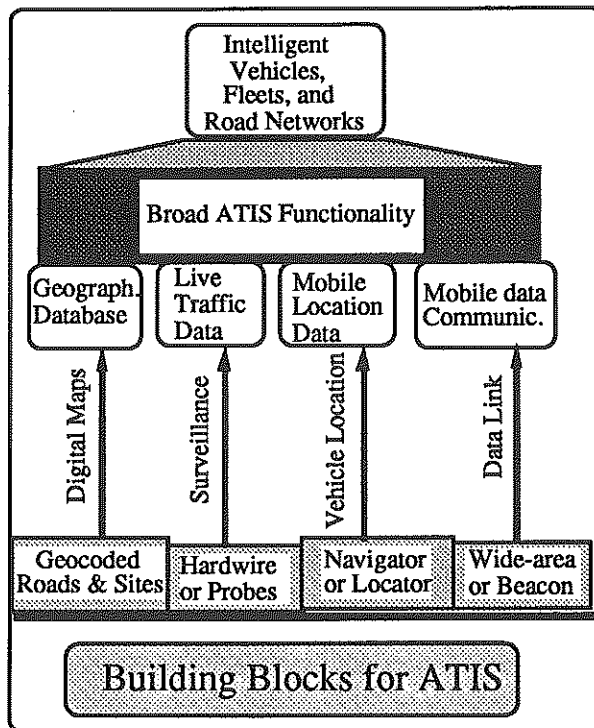 Intelligent
Vehicles,
Fleets, and
Road Networks
Broad ATIS Functionality
Geograph.
Database
Live
Traffic
Data
Mobile
Location
Data
Mobile data
Communic.
Digital Maps
Surveillance
Vehicle Location
Data Link
Geocoded
Roads & Sites
Hardwire
or Probes
Navigator
or Locator
Wide-area
or Beacon
Building Blocks for ATIS